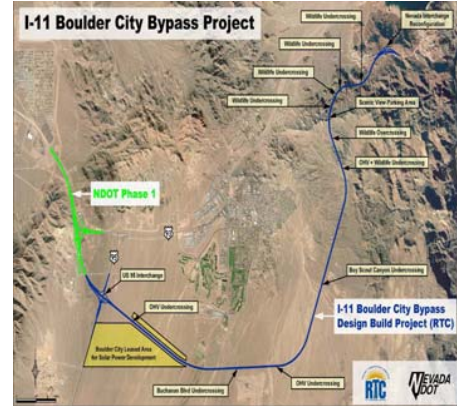 I-11 Boulder City Bypass Project
Wildlife Undercrossing
Nevada Interchange
Reconfiguration
Wildlife Undercrossing
Wildlife Undercrossing
Wildlife Undercrossing
Scenic View Parking Area
Wildlife Overcrossing
OHV + Wildlife Undercrossing
NDOT Phase 1
93
95
US 95 Interchange
Boy Scout Canyon Undercrossing
OHV Undercrossing
I-11 Boulder City Bypass
Design Build Project (RTC)
Boulder City Leased Area
for Solar Power Development
Buchanan Blvd Undercrossing
OHV Undercrossing
RTC
NEVADA
DOT